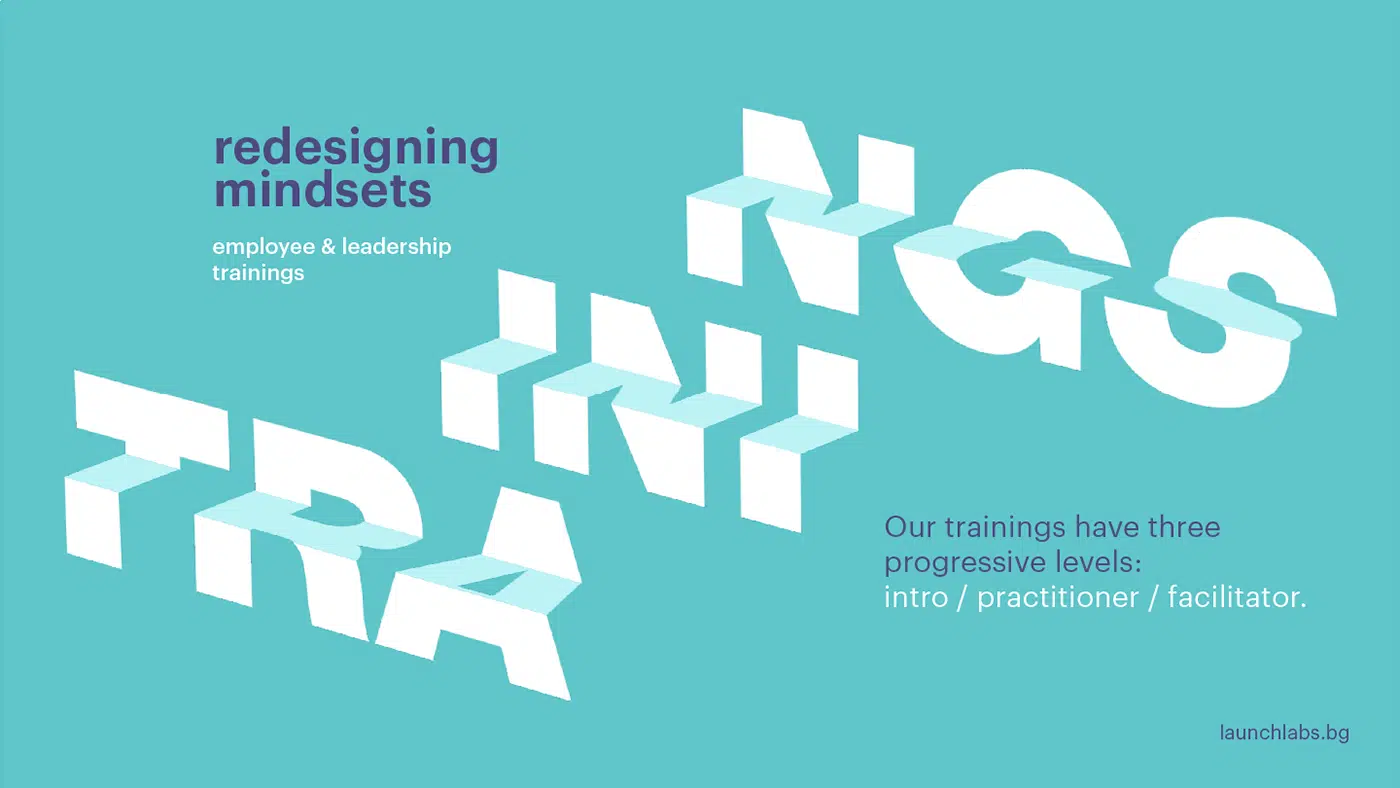 redesigning
mindsets
employee & leadership
trainings
TRA
INI
NGS
Our trainings have three
progressive levels:
intro / practitioner / facilitator.
launchlabs.bg